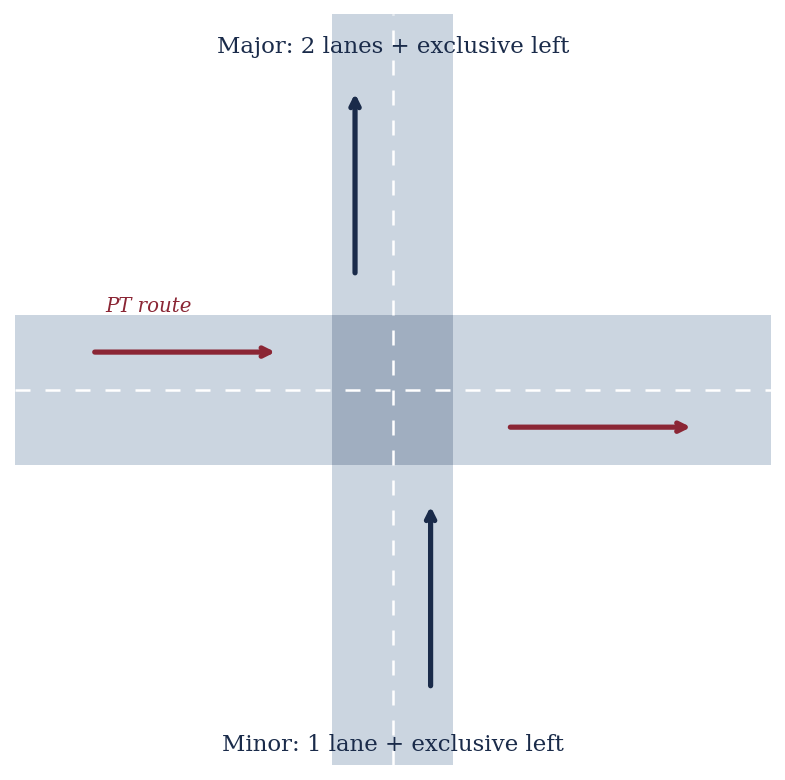 Major: 2 lanes + exclusive left
PT route
Minor: 1 lane + exclusive left